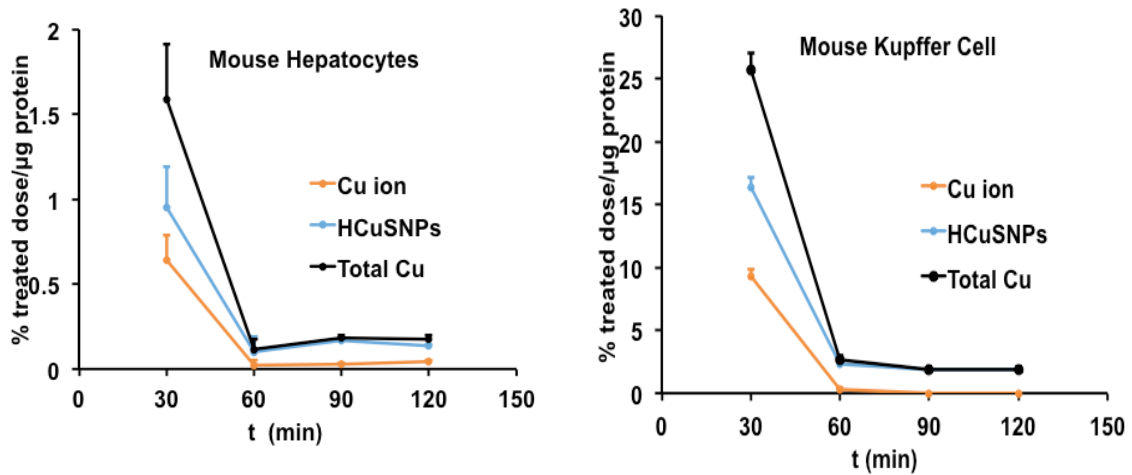 Mouse Hepatocytes
% treated dose/µg protein
2
1.5
1
0.5
0
Cu ion
HCuSNPs
Total Cu
0 30 60 90 120 150
t (min)
Mouse Kupffer Cell
% treated dose/µg protein
30
25
20
15
10
5
0
Cu ion
HCuSNPs
Total Cu
0 30 60 90 120 150
t (min)